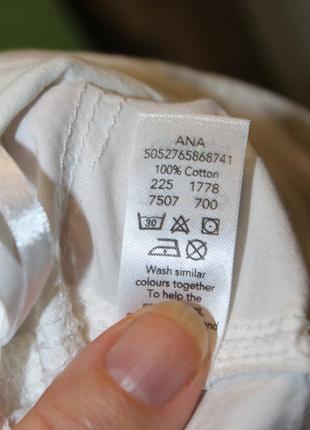 ANA
5052765868741
100% Cotton
225 1778
7507 700
30
Wash similar
colours together
To help the